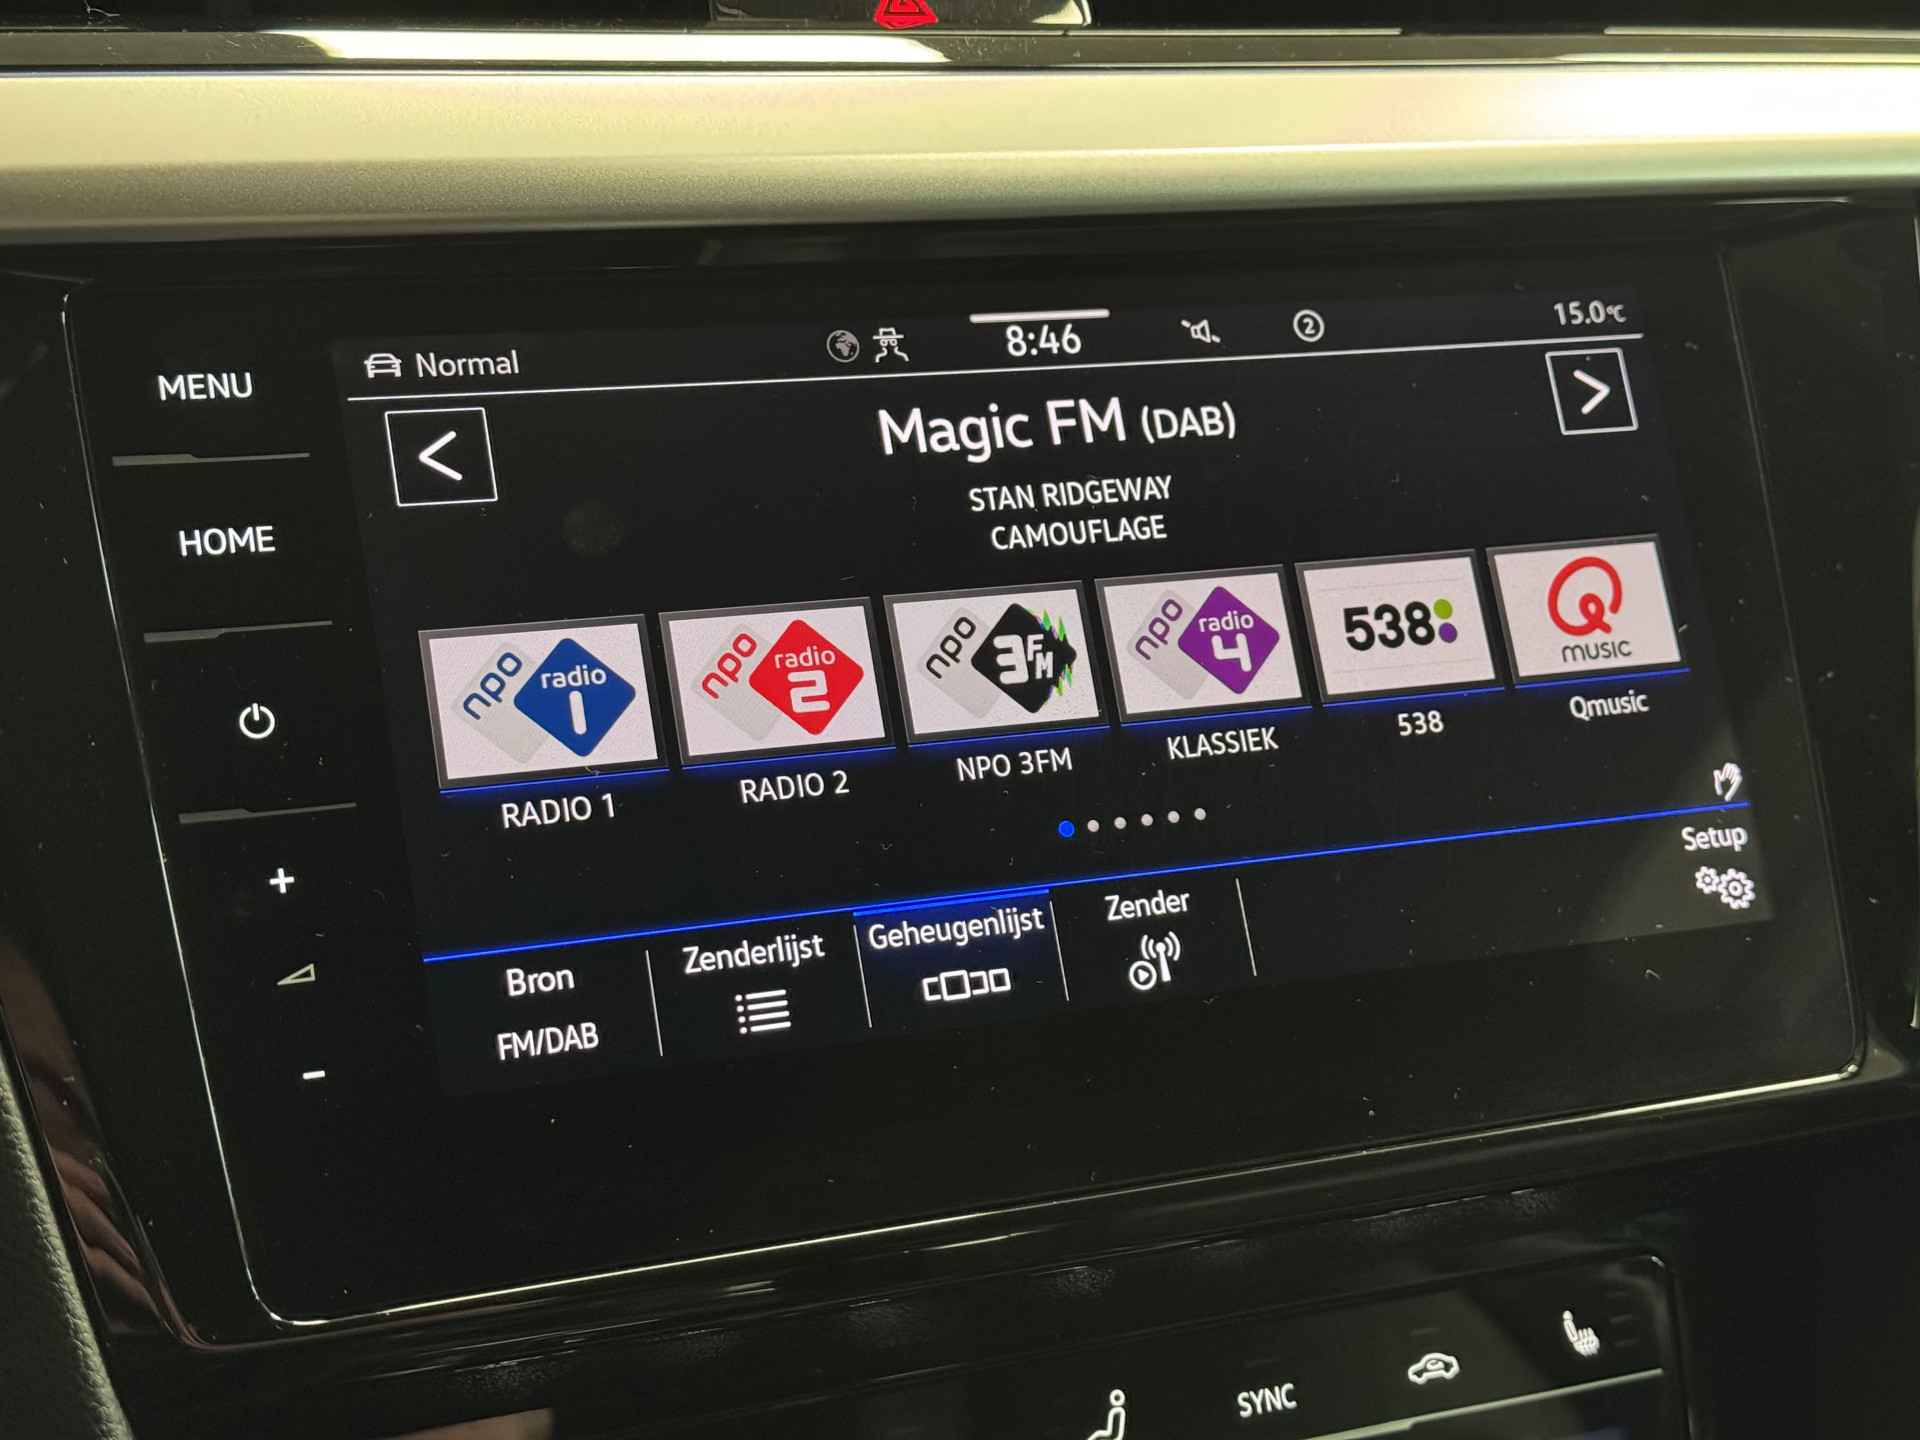 MENU
HOME
Normal
8:46
2
15.0°C
Magic FM (DAB)
STAN RIDGEWAY
CAMOUFLAGE
npo radio 1
npo radio 2
npo 3FM
npo radio 4
538
Q music
RADIO 1
RADIO 2
NPO 3FM
KLASSIEK
538
Qmusic
Bron
FM/DAB
Zenderlijst
Geheugenlijst
Zender
Setup
SYNC